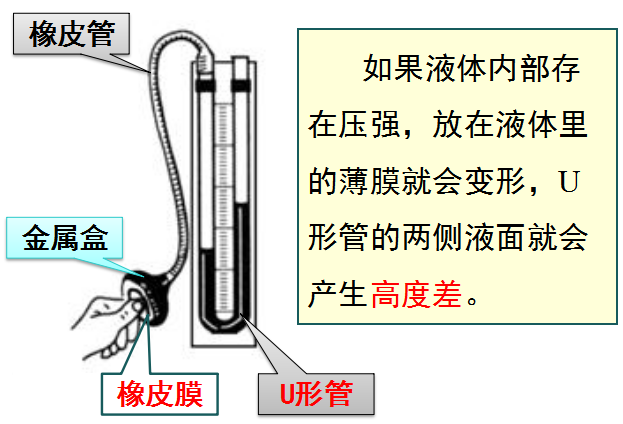 橡皮管
如果液体内部存
在压强，放在液体里
的薄膜就会变形，U
形管的两侧液面就会
产生高度差。
金属盒
橡皮膜
U形管